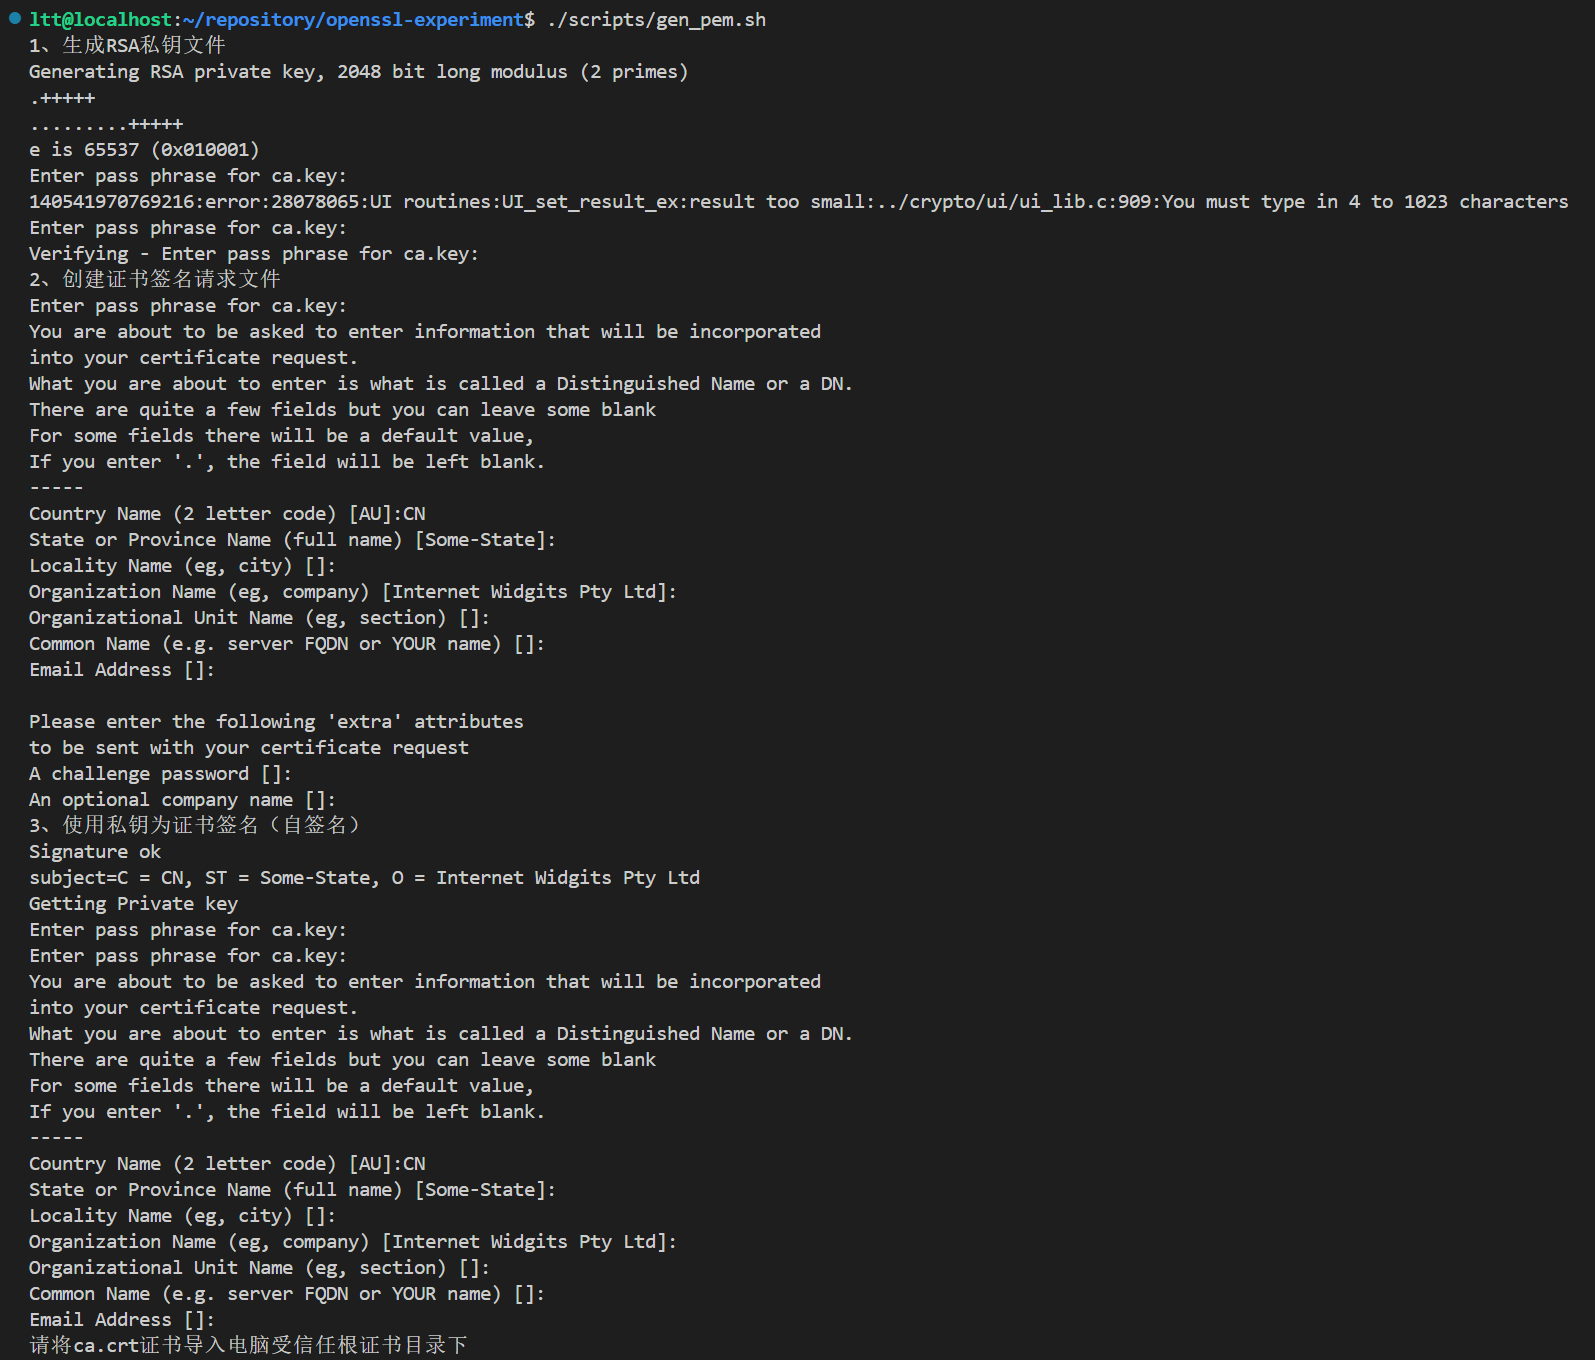 ltt@localhost:~/repository/openssl-experiment$ ./scripts/gen_pem.sh
1、生成RSA私钥文件
Generating RSA private key, 2048 bit long modulus (2 primes)
.+++++
.........+++++
e is 65537 (0x010001)
Enter pass phrase for ca.key:
140541970769216:error:28078065:UI routines:UI_set_result_ex:result too small:../crypto/ui/ui_lib.c:909:You must type in 4 to 1023 characters
Enter pass phrase for ca.key:
Verifying - Enter pass phrase for ca.key:
2、创建证书签名请求文件
Enter pass phrase for ca.key:
You are about to be asked to enter information that will be incorporated
into your certificate request.
What you are about to enter is what is called a Distinguished Name or a DN.
There are quite a few fields but you can leave some blank
For some fields there will be a default value,
If you enter '.', the field will be left blank.
-----
Country Name (2 letter code) [AU]:CN
State or Province Name (full name) [Some-State]:
Locality Name (eg, city) []:
Organization Name (eg, company) [Internet Widgits Pty Ltd]:
Organizational Unit Name (eg, section) []:
Common Name (e.g. server FQDN or YOUR name) []:
Email Address []:

Please enter the following 'extra' attributes
to be sent with your certificate request
A challenge password []:
An optional company name []:
3、使用私钥为证书签名（自签名）
Signature ok
subject=C = CN, ST = Some-State, O = Internet Widgits Pty Ltd
Getting Private key
Enter pass phrase for ca.key:
Enter pass phrase for ca.key:
You are about to be asked to enter information that will be incorporated
into your certificate request.
What you are about to enter is what is called a Distinguished Name or a DN.
There are quite a few fields but you can leave some blank
For some fields there will be a default value,
If you enter '.', the field will be left blank.
-----
Country Name (2 letter code) [AU]:CN
State or Province Name (full name) [Some-State]:
Locality Name (eg, city) []:
Organization Name (eg, company) [Internet Widgits Pty Ltd]:
Organizational Unit Name (eg, section) []:
Common Name (e.g. server FQDN or YOUR name) []:
Email Address []:
请将ca.crt证书导入电脑受信任根证书目录下